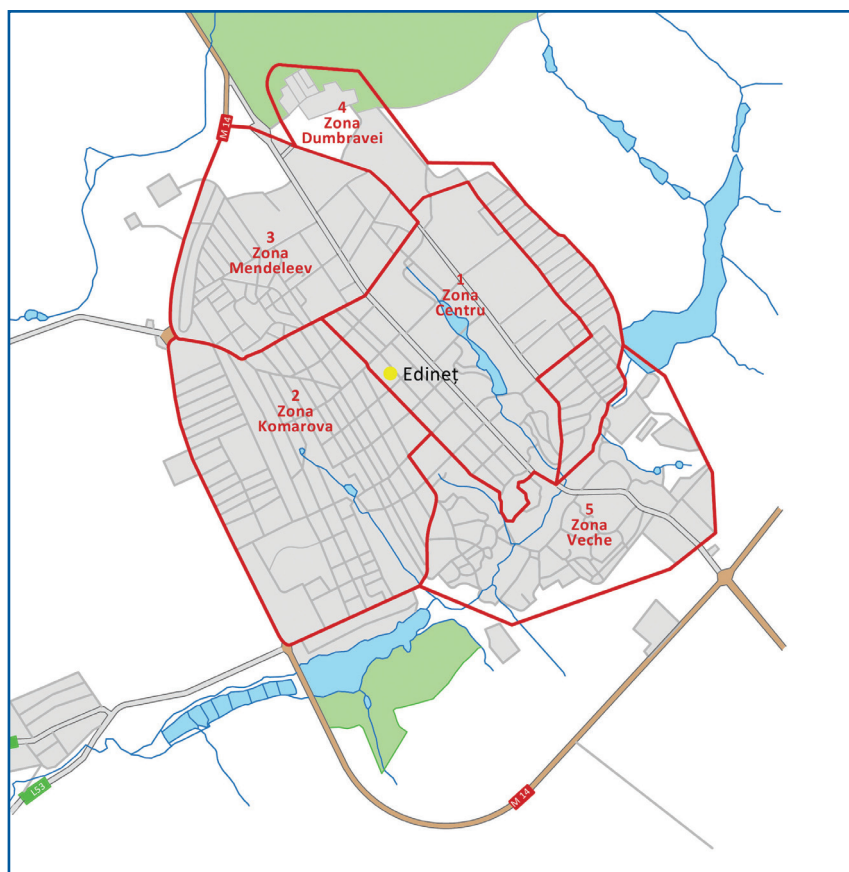 4
Zona
Dumbravei
M 14
3
Zona
Mendeleev
1
Zona
Centru
Edineț
2
Zona
Komarova
5
Zona
Veche
L53
M 14